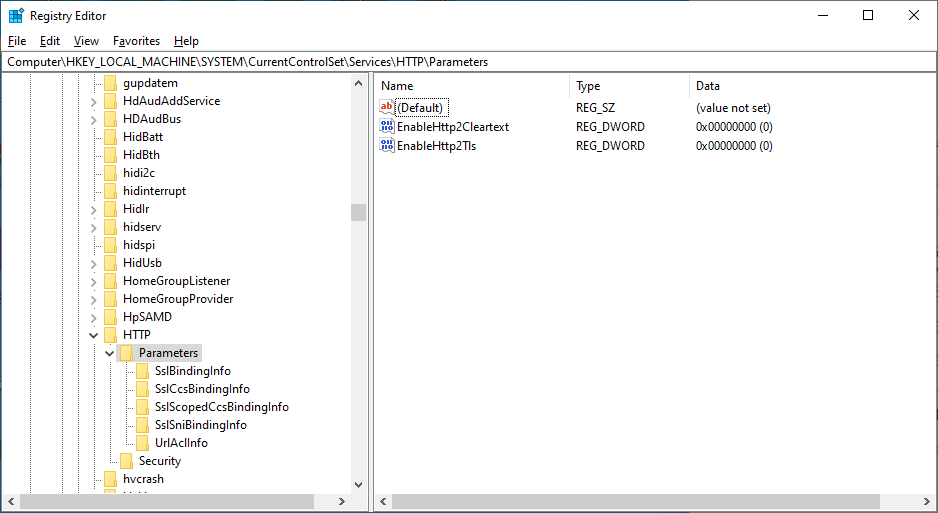 Registry Editor
File Edit View Favorites Help
Computer\HKEY_LOCAL_MACHINE\SYSTEM\CurrentControlSet\Services\HTTP\Parameters
gupdatem
HdAudAddService
HDAudBus
HidBatt
HidBth
hidi2c
hidinterrupt
HidIr
hidserv
hidspi
HidUsb
HomeGroupListener
HomeGroupProvider
HpSAMD
HTTP
Parameters
SslBindingInfo
SslCcsBindingInfo
SslScopedCcsBindingInfo
SslSniBindingInfo
UrlAclInfo
Security
hvcrash
Name Type Data
ab (Default) REG_SZ (value not set)
EnableHttp2Cleartext REG_DWORD 0x00000000 (0)
EnableHttp2Tls REG_DWORD 0x00000000 (0)